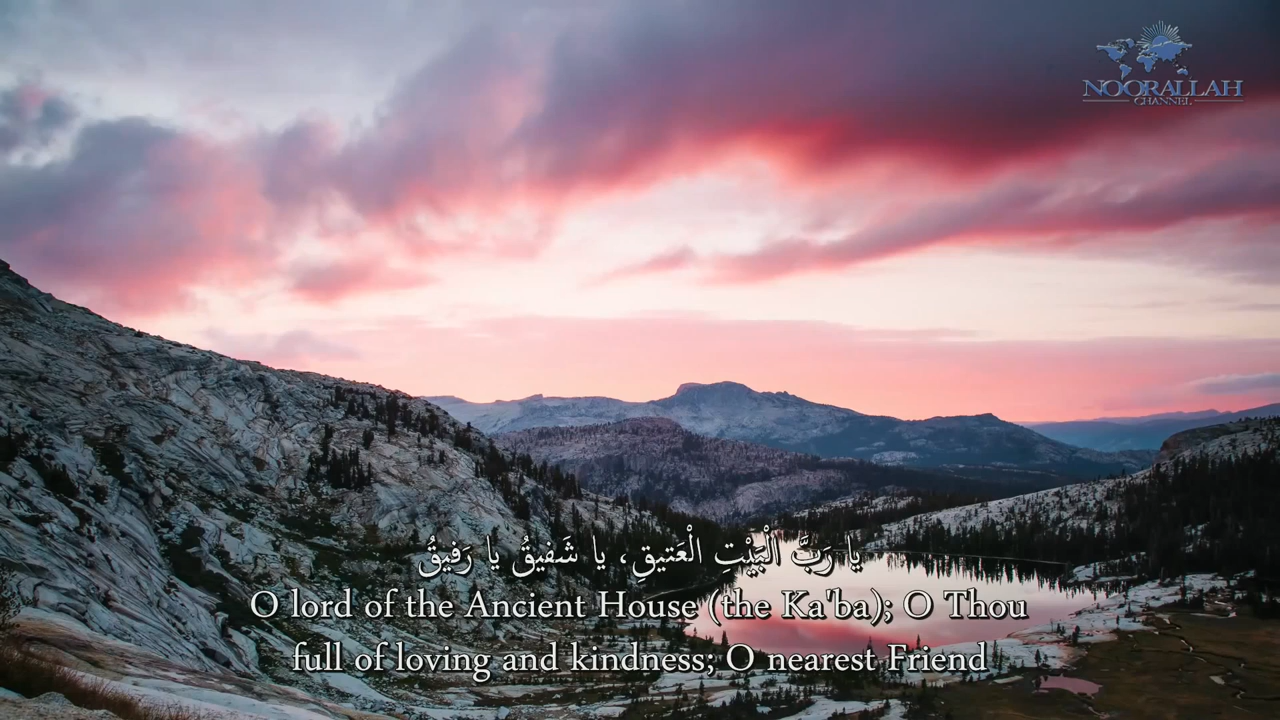 NOORALLAH
CHANNEL
يا رَبَّ الْبَيْتِ الْعَتيقِ، يا شَفيقُ يا رَفيقُ
O lord of the Ancient House (the Ka'ba); O Thou
full of loving and kindness; O nearest Friend